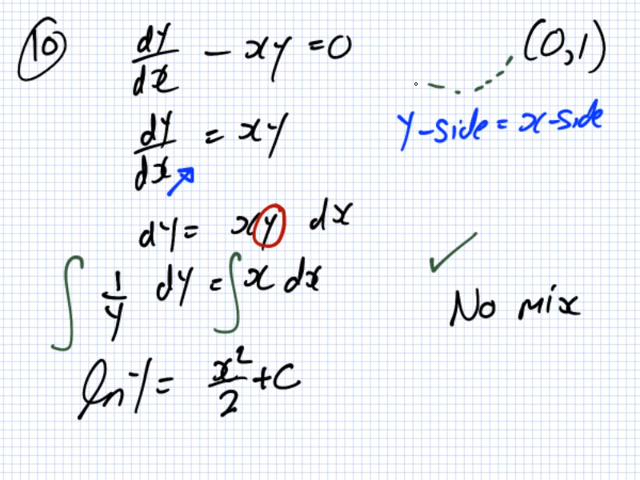 10 dy/dx - xy = 0 (0,1)
dy/dx = xy y-side = x-side
dy = xy dx
∫ 1/y dy = ∫ x dx No mix
ln y = x²/2 + C